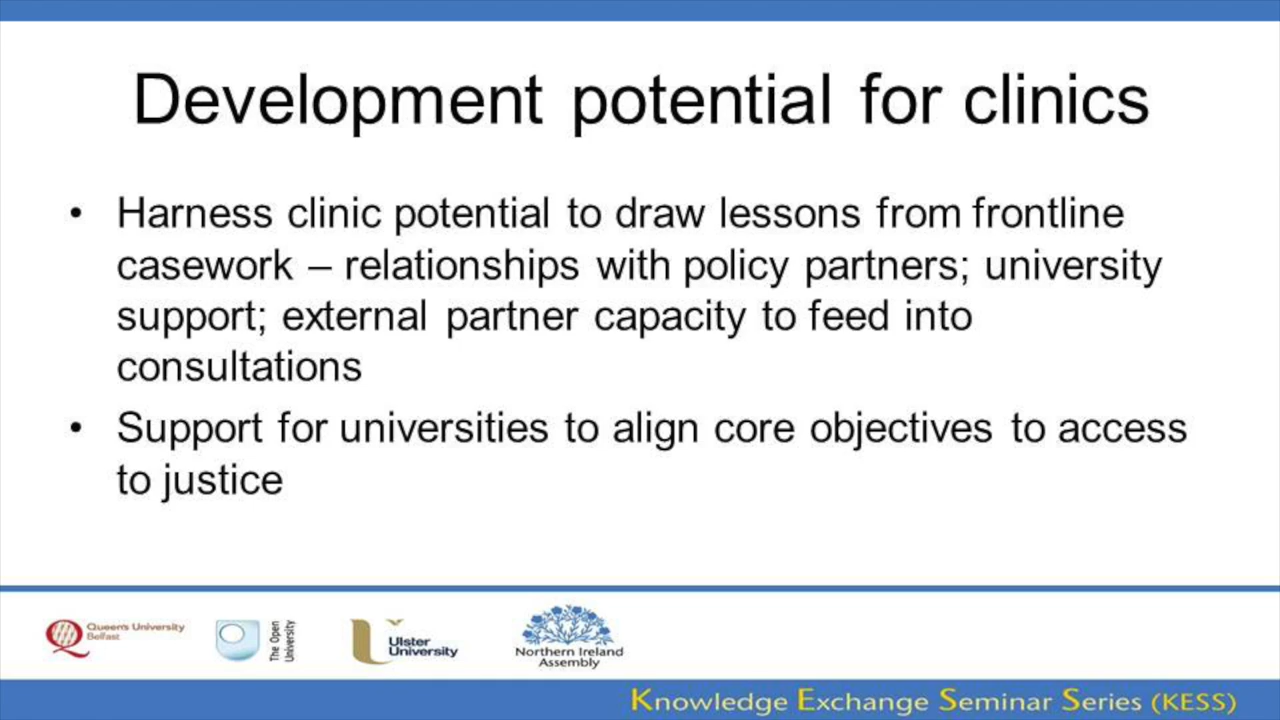 Development potential for clinics
• Harness clinic potential to draw lessons from frontline
casework – relationships with policy partners; university
support; external partner capacity to feed into
consultations
• Support for universities to align core objectives to access
to justice
Queen's University
Belfast
The Open
University
Ulster
University
Northern Ireland
Assembly
Knowledge Exchange Seminar Series (KESS)